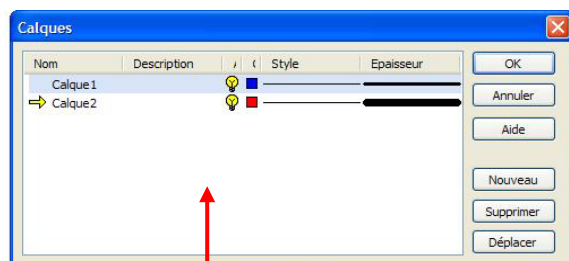 Calques
Nom Description / ( Style Epaisseur
Calque1
Calque2
OK
Annuler
Aide
Nouveau
Supprimer
Déplacer